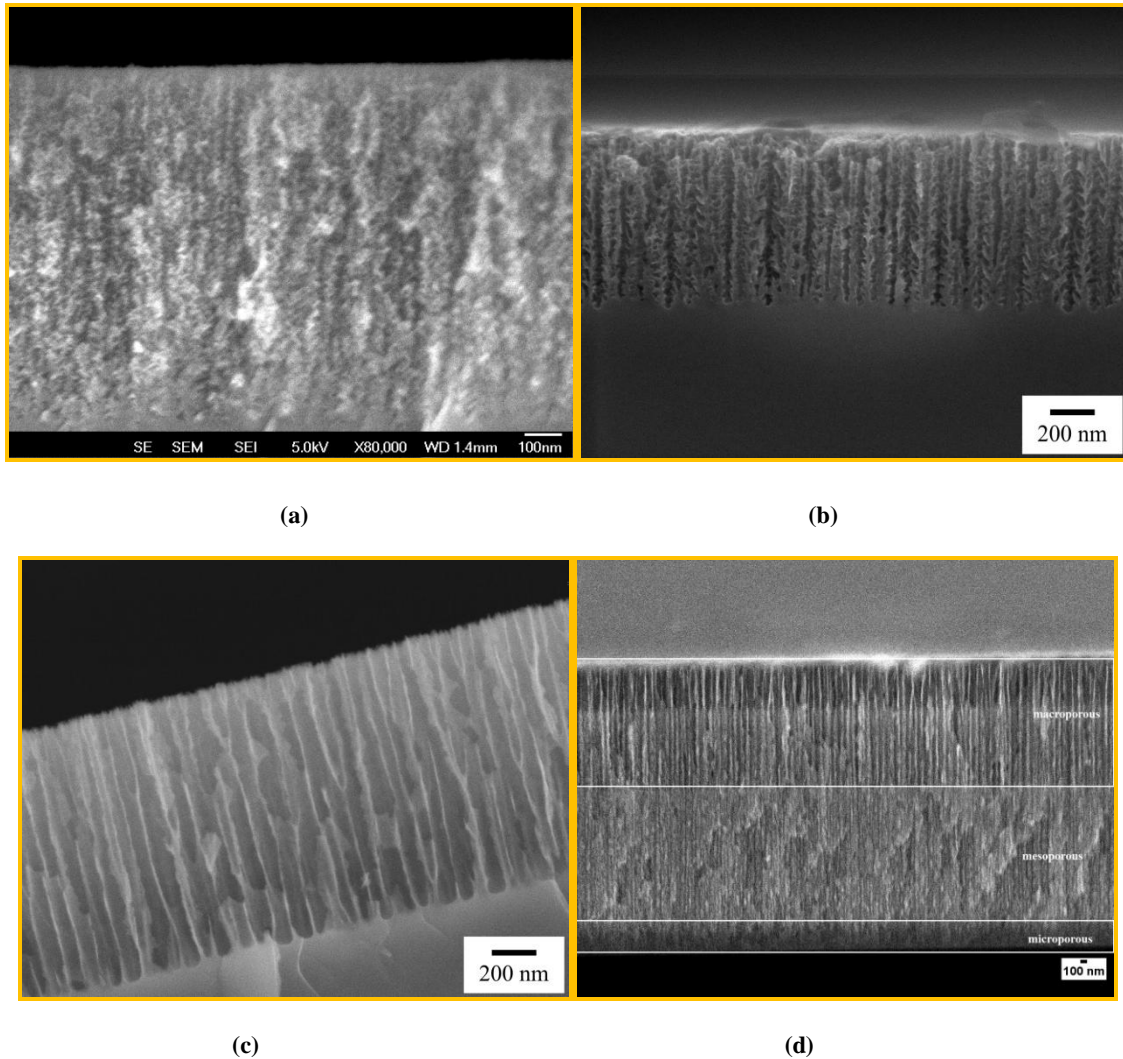 SE SEM SEI 5.0kV X80,000 WD 1.4mm 100nm
200 nm
(a) (b)
200 nm
macroporous
mesoporous
microporous
100 nm
(c) (d)